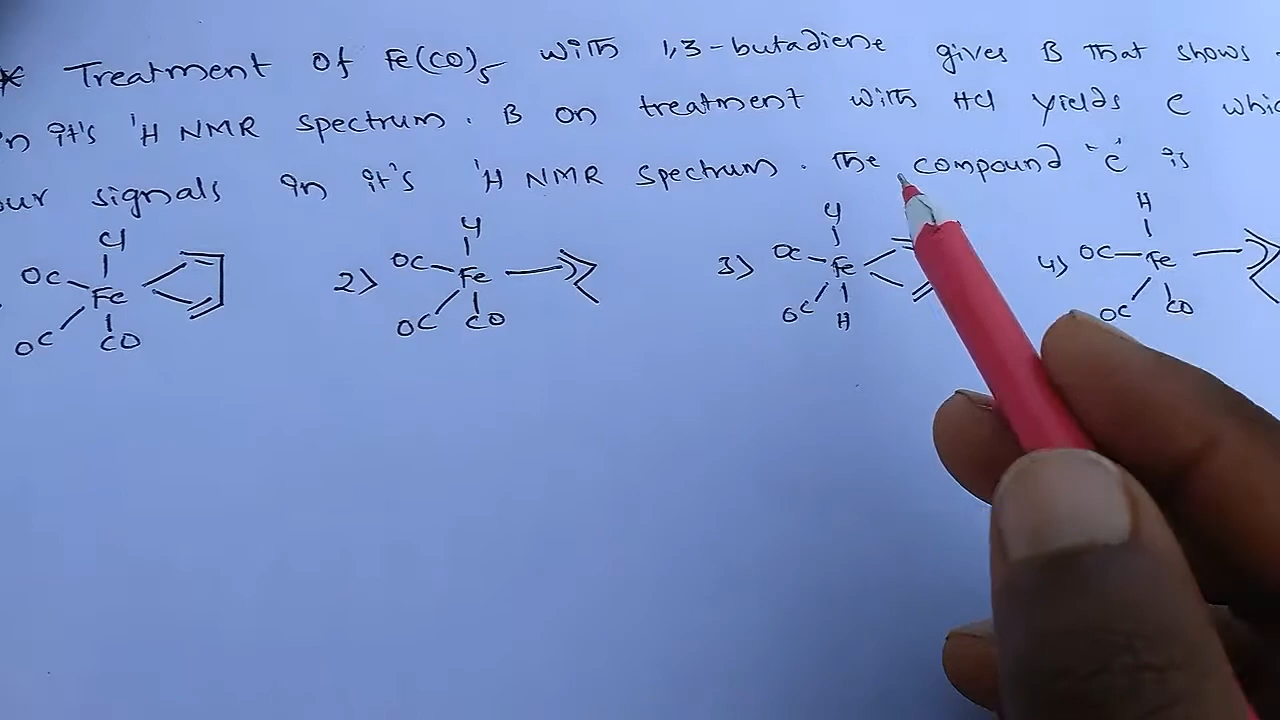 * Treatment of Fe(CO)5 with 1,3-butadiene gives B that shows
in it's 1H NMR spectrum. B on treatment with HCl yields C
signals in it's 1H NMR spectrum. The compound "C" is
Cl
OC Fe
OC CO
2) Cl
OC Fe
OC CO
3) Cl
OC Fe
OC H
4) H
OC Fe
OC CO